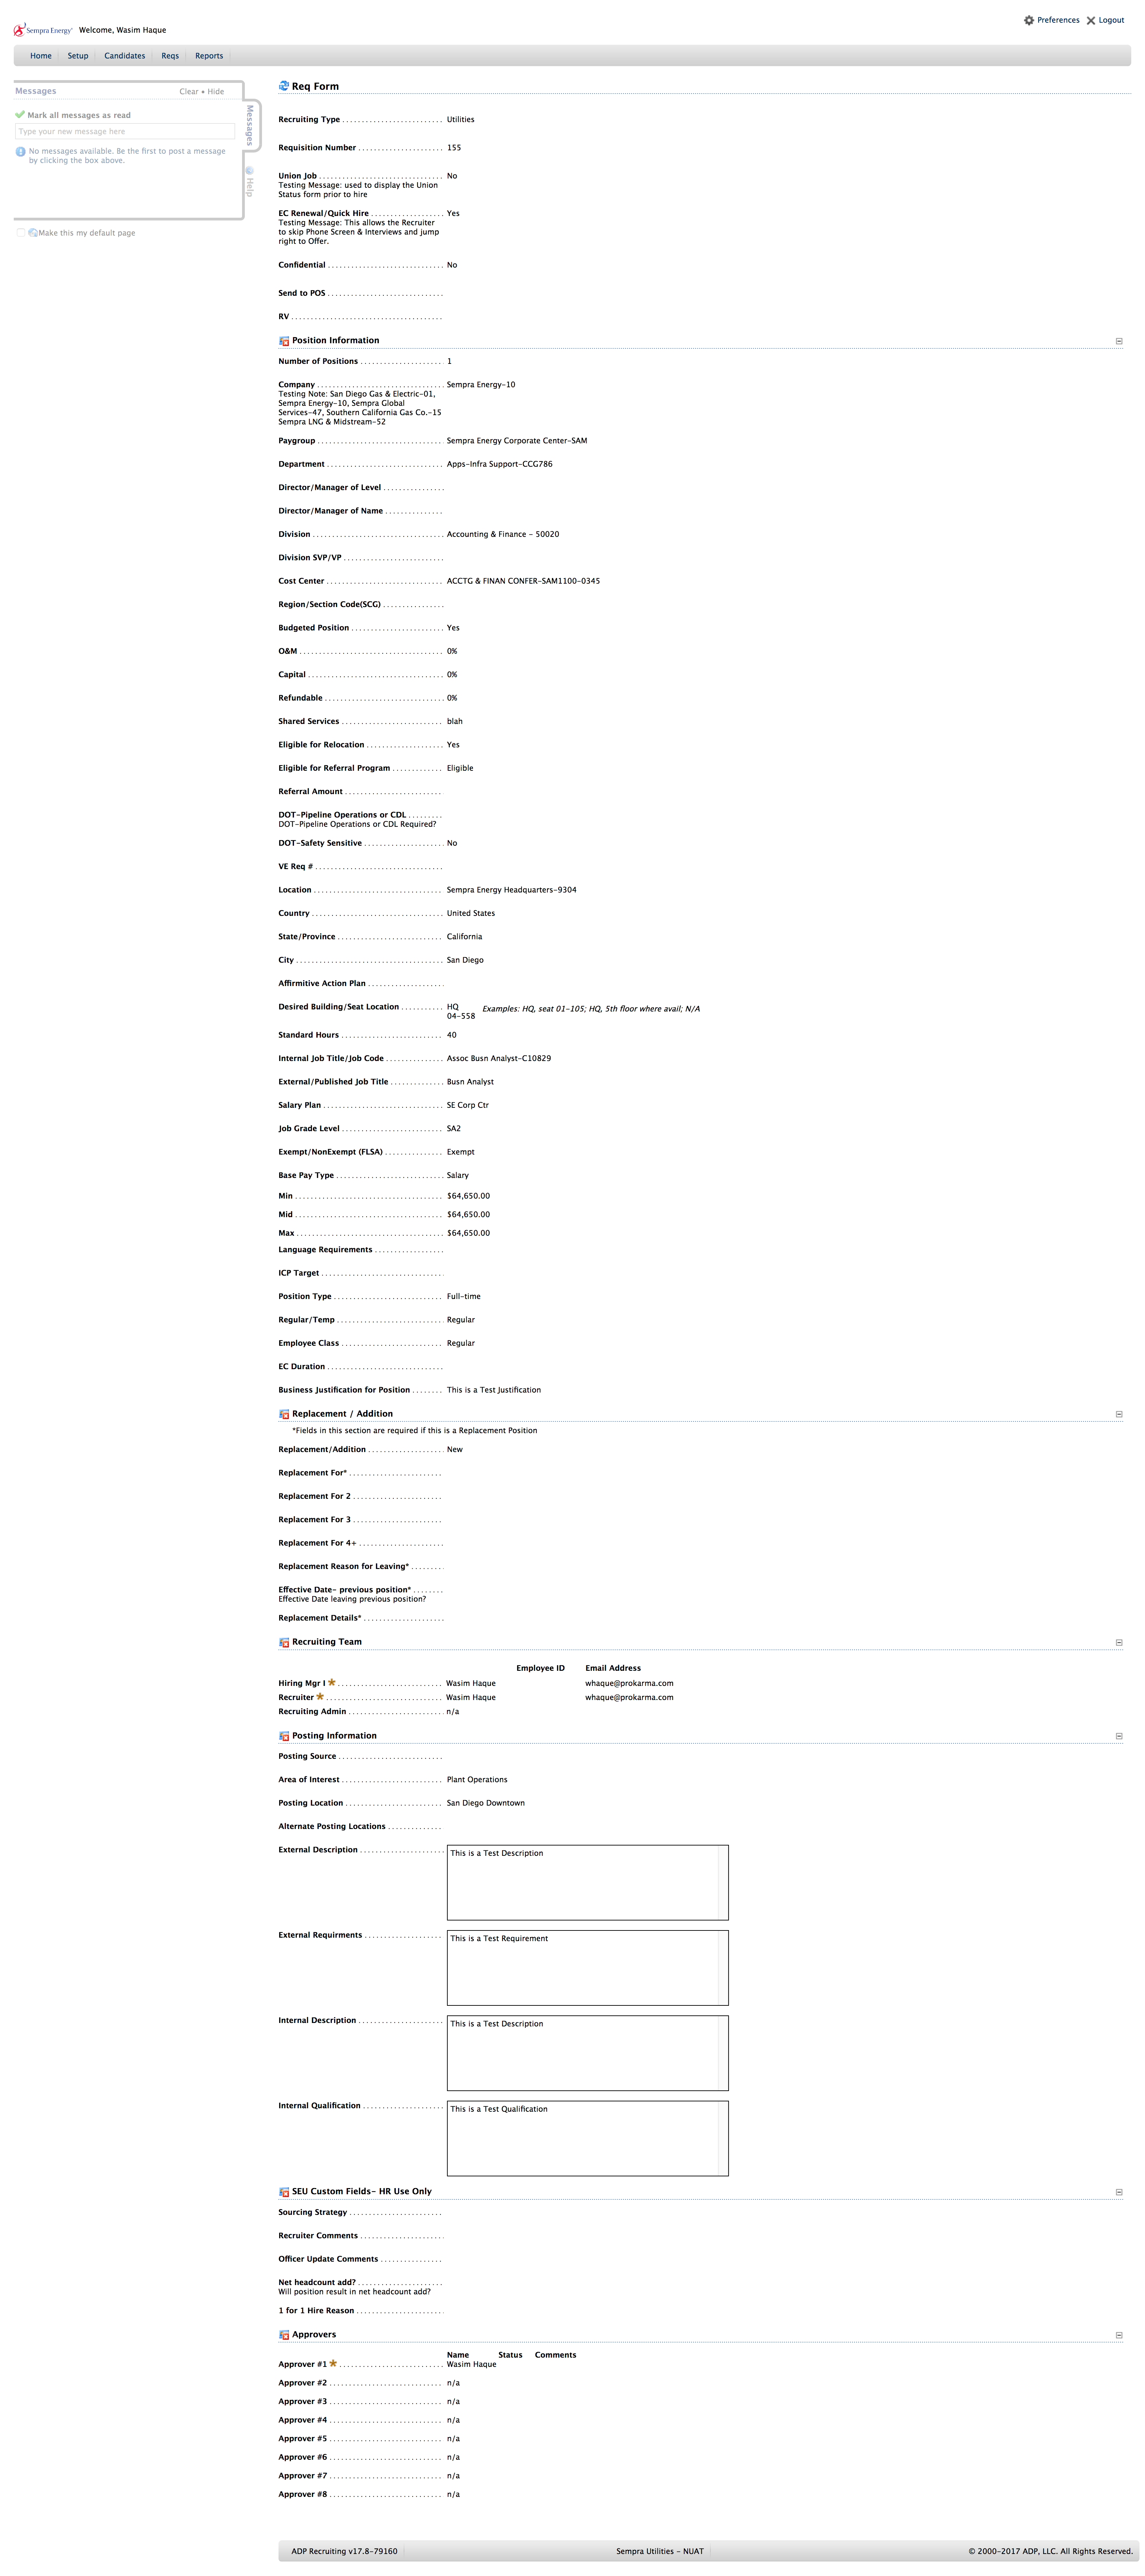 Sempra Energy® Welcome, Wasim Haque
Preferences Logout
Home Setup Candidates Reqs Reports
Messages Clear • Hide
Mark all messages as read
Type your new message here
No messages available. Be the first to post a message
by clicking the box above.
Messages
Help
Make this my default page
Req Form
Recruiting Type Utilities
Requisition Number 155
Union Job No
Testing Message: used to display the Union
Status form prior to hire
EC Renewal/Quick Hire Yes
Testing Message: This allows the Recruiter
to skip Phone Screen & Interviews and jump
right to Offer.
Confidential No
Send to POS
RV
Position Information
Number of Positions 1
Company Sempra Energy-10
Testing Note: San Diego Gas & Electric-01,
Sempra Energy-10, Sempra Global
Services-47, Southern California Gas Co.-15
Sempra LNG & Midstream-52
Paygroup Sempra Energy Corporate Center-SAM
Department Apps-Infra Support-CCG786
Director/Manager of Level
Director/Manager of Name
Division Accounting & Finance - 50020
Division SVP/VP
Cost Center ACCTG & FINAN CONFER-SAM1100-0345
Region/Section Code(SCG)
Budgeted Position Yes
O&M 0%
Capital 0%
Refundable 0%
Shared Services blah
Eligible for Relocation Yes
Eligible for Referral Program Eligible
Referral Amount
DOT-Pipeline Operations or CDL
DOT-Pipeline Operations or CDL Required?
DOT-Safety Sensitive No
VE Req #
Location Sempra Energy Headquarters-9304
Country United States
State/Province California
City San Diego
Affirmitive Action Plan
Desired Building/Seat Location HQ Examples: HQ, seat 01-105; HQ, 5th floor where avail; N/A
04-558
Standard Hours 40
Internal Job Title/Job Code Assoc Busn Analyst-C10829
External/Published Job Title Busn Analyst
Salary Plan SE Corp Ctr
Job Grade Level SA2
Exempt/NonExempt (FLSA) Exempt
Base Pay Type Salary
Min $64,650.00
Mid $64,650.00
Max $64,650.00
Language Requirements
ICP Target
Position Type Full-time
Regular/Temp Regular
Employee Class Regular
EC Duration
Business Justification for Position This is a Test Justification
Replacement / Addition
*Fields in this section are required if this is a Replacement Position
Replacement/Addition New
Replacement For*
Replacement For 2
Replacement For 3
Replacement For 4+
Replacement Reason for Leaving*
Effective Date- previous position*
Effective Date leaving previous position?
Replacement Details*
Recruiting Team
Employee ID Email Address
Hiring Mgr I * Wasim Haque whaque@prokarma.com
Recruiter * Wasim Haque whaque@prokarma.com
Recruiting Admin n/a
Posting Information
Posting Source
Area of Interest Plant Operations
Posting Location San Diego Downtown
Alternate Posting Locations
External Description This is a Test Description
External Requirments This is a Test Requirement
Internal Description This is a Test Description
Internal Qualification This is a Test Qualification
SEU Custom Fields- HR Use Only
Sourcing Strategy
Recruiter Comments
Officer Update Comments
Net headcount add?
Will position result in net headcount add?
1 for 1 Hire Reason
Approvers
Name Status Comments
Approver #1 * Wasim Haque
Approver #2 n/a
Approver #3 n/a
Approver #4 n/a
Approver #5 n/a
Approver #6 n/a
Approver #7 n/a
Approver #8 n/a
ADP Recruiting v17.8-79160 Sempra Utilities - NUAT © 2000-2017 ADP, LLC. All Rights Reserved.